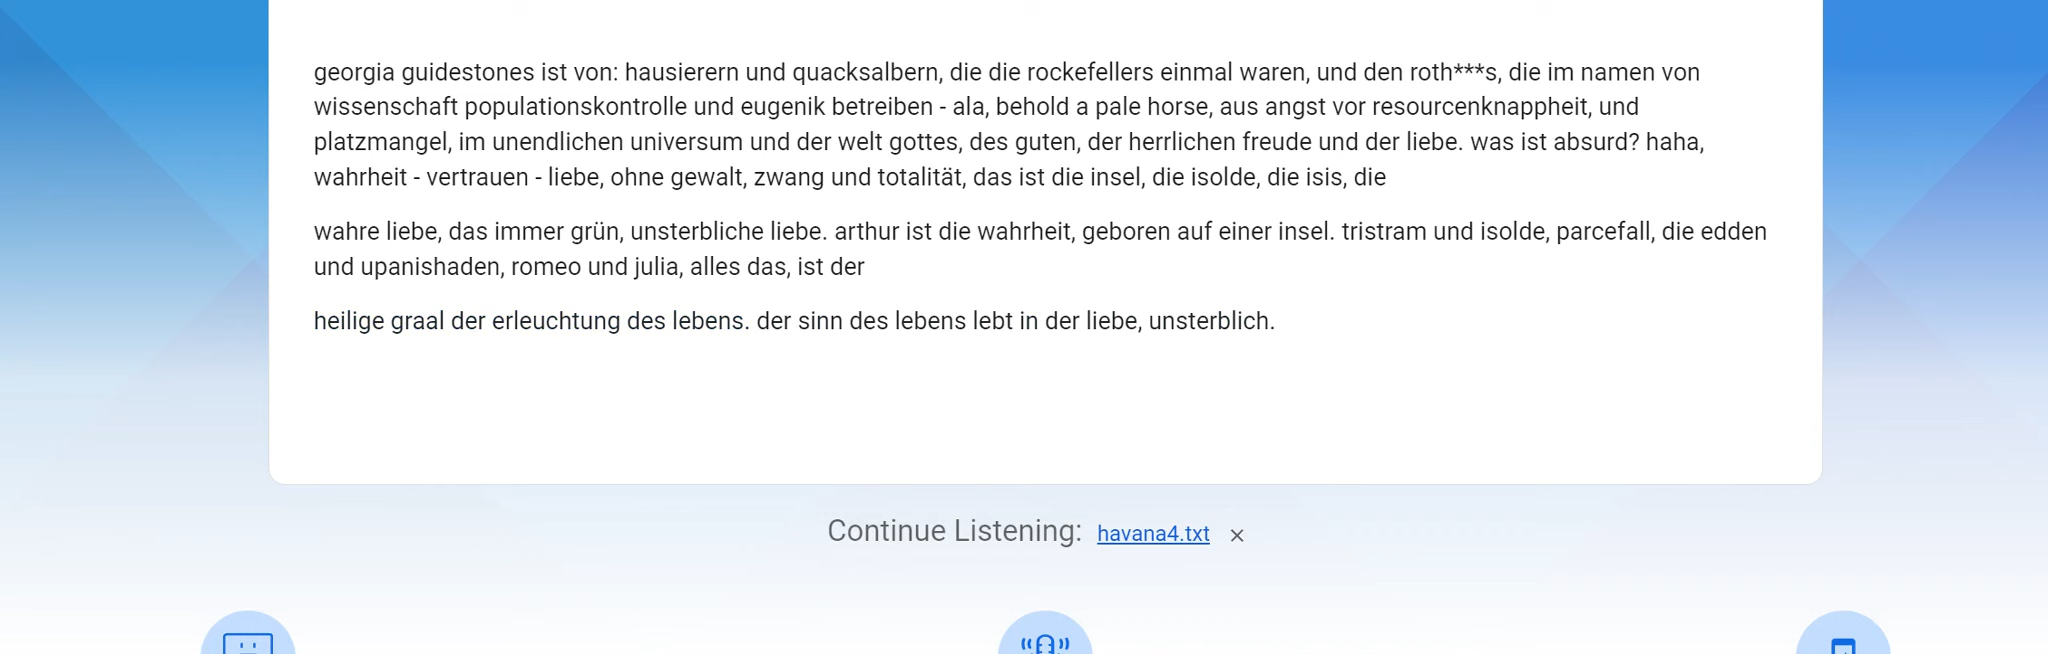 georgia guidestones ist von: hausierern und quacksalbern, die die rockefellers einmal waren, und den roth***s, die im namen von
wissenschaft populationskontrolle und eugenik betreiben - ala, behold a pale horse, aus angst vor resourcenknappheit, und
platzmangel, im unendlichen universum und der welt gottes, des guten, der herrlichen freude und der liebe. was ist absurd? haha,
wahrheit - vertrauen - liebe, ohne gewalt, zwang und totalität, das ist die insel, die isolde, die isis, die
wahre liebe, das immer grün, unsterbliche liebe. arthur ist die wahrheit, geboren auf einer insel. tristram und isolde, parcefall, die edden
und upanishaden, romeo und julia, alles das, ist der
heilige graal der erleuchtung des lebens. der sinn des lebens lebt in der liebe, unsterblich.
Continue Listening: havana4.txt ×